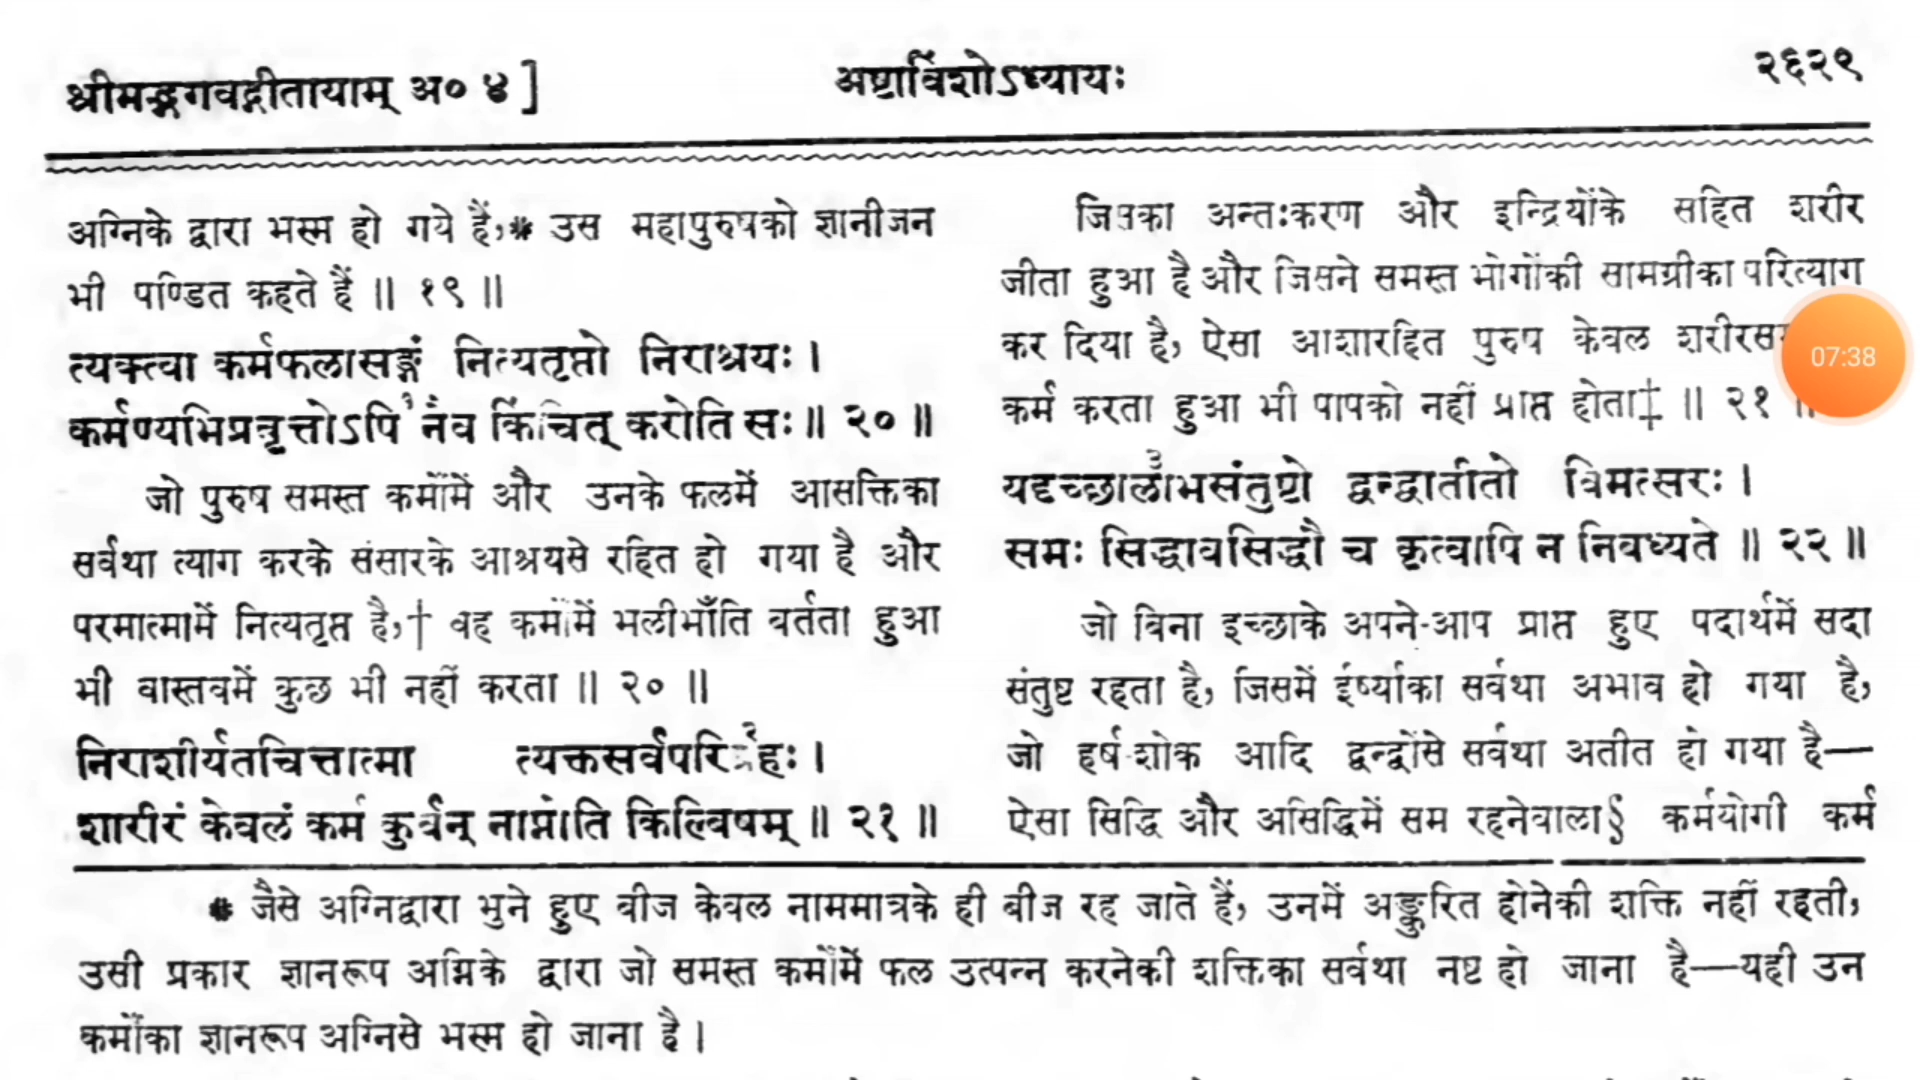 श्रीमद्भगवद्गीतायाम् अ० ४ ]
अष्टाविंशोऽध्यायः
२६२९
अग्निके द्वारा भस्म हो गये हैं,* उस महापुरुषको ज्ञानीजन
भी पण्डित कहते हैं ॥ १९ ॥
त्यक्त्वा कर्मफलासङ्गं नित्यतृप्तो निराश्रयः ।
कर्मण्यभिप्रवृत्तोऽपि नैव किंचित् करोति सः ॥ २० ॥
जो पुरुष समस्त कर्मोंमें और उनके फलमें आसक्तिका
सर्वथा त्याग करके संसारके आश्रयसे रहित हो गया है और
परमात्मामें नित्यतृप्त है,† वह कर्मोंमें भलीभाँति बर्तता हुआ
भी वास्तवमें कुछ भी नहीं करता ॥ २० ॥
निराशीर्यतचित्तात्मा त्यक्तसर्वपरिग्रहः ।
शारीरं केवलं कर्म कुर्वन् नाप्नोति किल्बिषम् ॥ २१ ॥
जिसका अन्तःकरण और इन्द्रियोंके सहित शरीर
जीता हुआ है और जिसने समस्त भोगोंकी सामग्रीका परित्याग
कर दिया है, ऐसा आशारहित पुरुष केवल
07:38
कर्म करता हुआ भी पापको नहीं प्राप्त होता‡ ॥ २१ ॥
यदृच्छालाभसंतुष्टो द्वन्द्वातीतो विमत्सरः ।
समः सिद्धावसिद्धौ च कृत्वापि न निबध्यते ॥ २२ ॥
जो बिना इच्छाके अपने-आप प्राप्त हुए पदार्थमें सदा
संतुष्ट रहता है, जिसमें ईर्ष्याका सर्वथा अभाव हो गया है,
जो हर्ष-शोक आदि द्वन्द्वोंसे सर्वथा अतीत हो गया है—
ऐसा सिद्धि और असिद्धिमें सम रहनेवाला§ कर्मयोगी कर्म
* जैसे अग्निद्वारा भुने हुए बीज केवल नाममात्रके ही बीज रह जाते हैं, उनमें अङ्कुरित होनेकी शक्ति नहीं रहती,
उसी प्रकार ज्ञानरूप अग्निके द्वारा जो समस्त कर्मोंमें फल उत्पन्न करनेकी शक्तिका सर्वथा नष्ट हो जाना है—यही उन
कर्मोंका ज्ञानरूप अग्निसे भस्म हो जाना है ।